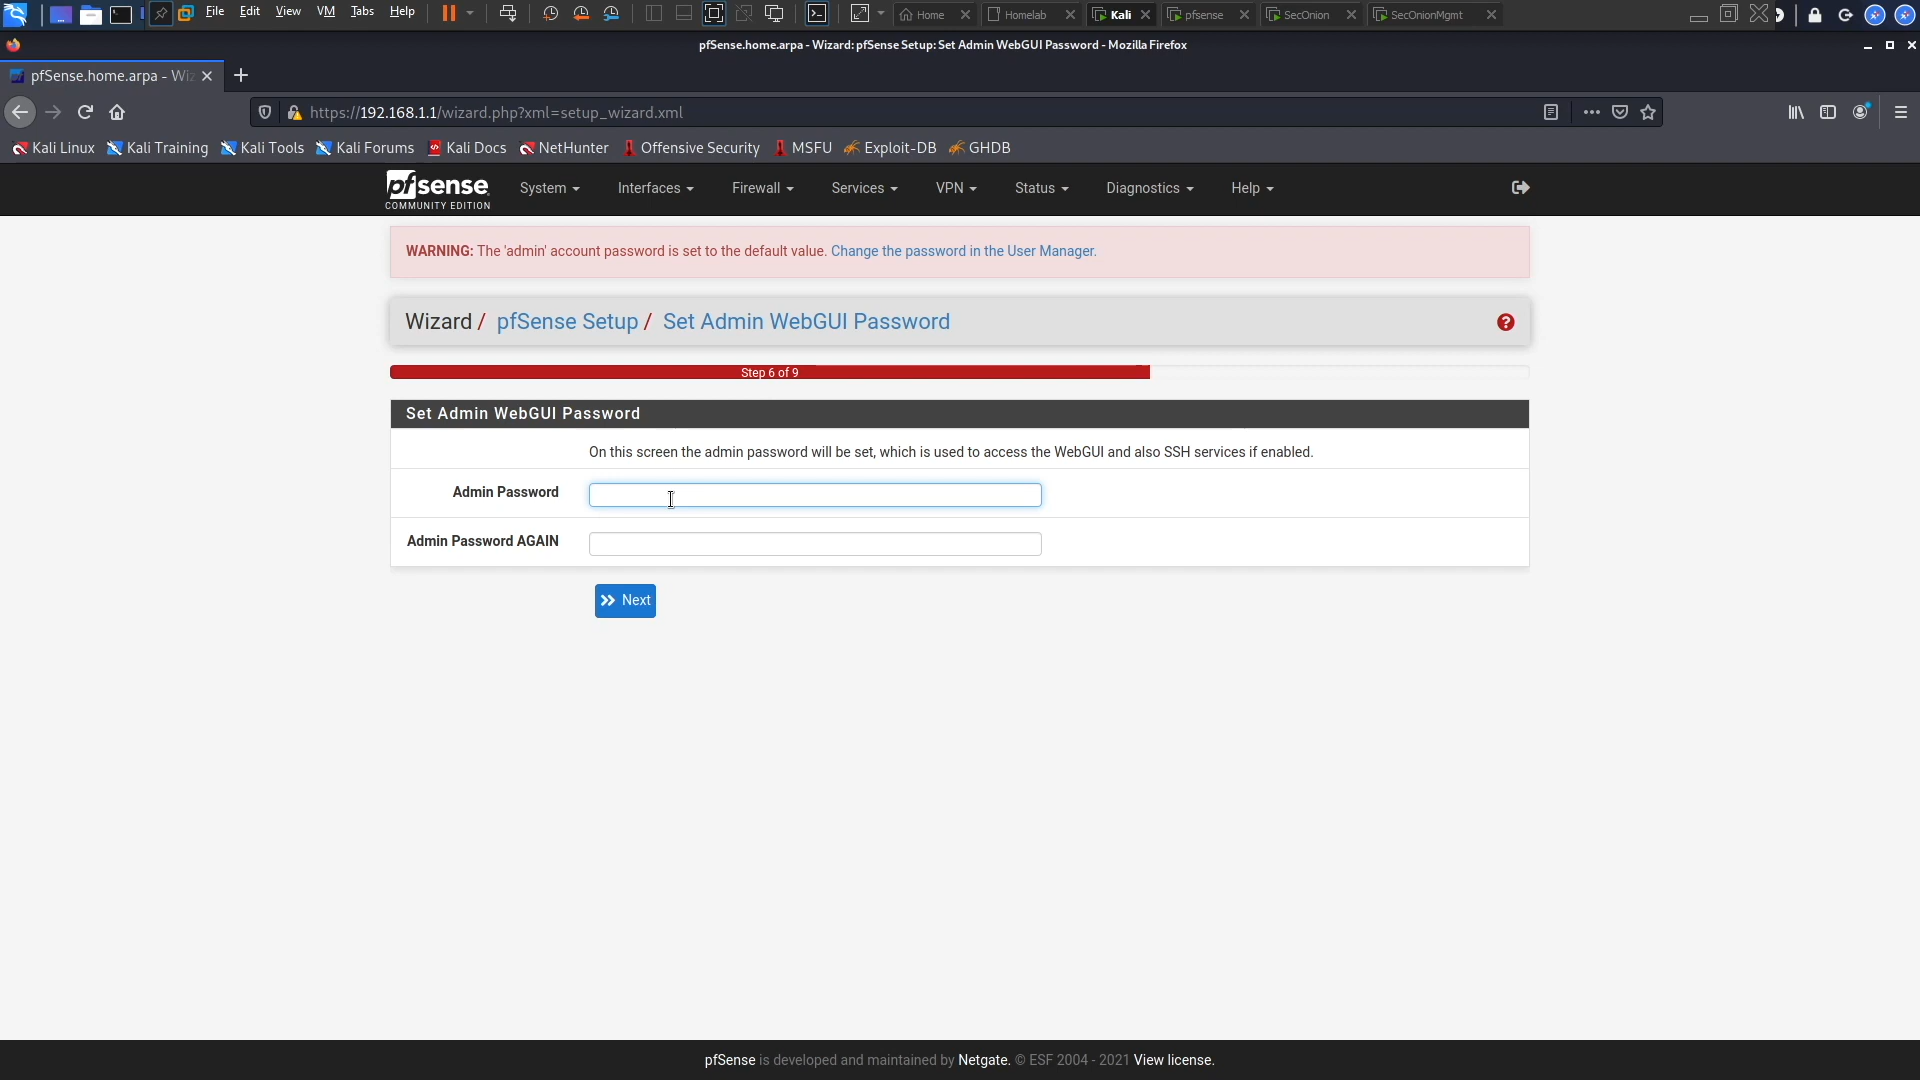 File Edit View VM Tabs Help Home Homelab Kali pfsense SecOnion SecOnionMgmt
pfSense.home.arpa - Wizard: pfSense Setup: Set Admin WebGUI Password - Mozilla Firefox
pfSense.home.arpa - Wiz
https://192.168.1.1/wizard.php?xml=setup_wizard.xml
Kali Linux Kali Training Kali Tools Kali Forums Kali Docs NetHunter Offensive Security MSFU Exploit-DB GHDB
pfsense System Interfaces Firewall Services VPN Status Diagnostics Help
COMMUNITY EDITION
WARNING: The 'admin' account password is set to the default value. Change the password in the User Manager.
Wizard / pfSense Setup / Set Admin WebGUI Password
Step 6 of 9
Set Admin WebGUI Password
On this screen the admin password will be set, which is used to access the WebGUI and also SSH services if enabled.
Admin Password
Admin Password AGAIN
Next
pfSense is developed and maintained by Netgate. © ESF 2004 - 2021 View license.